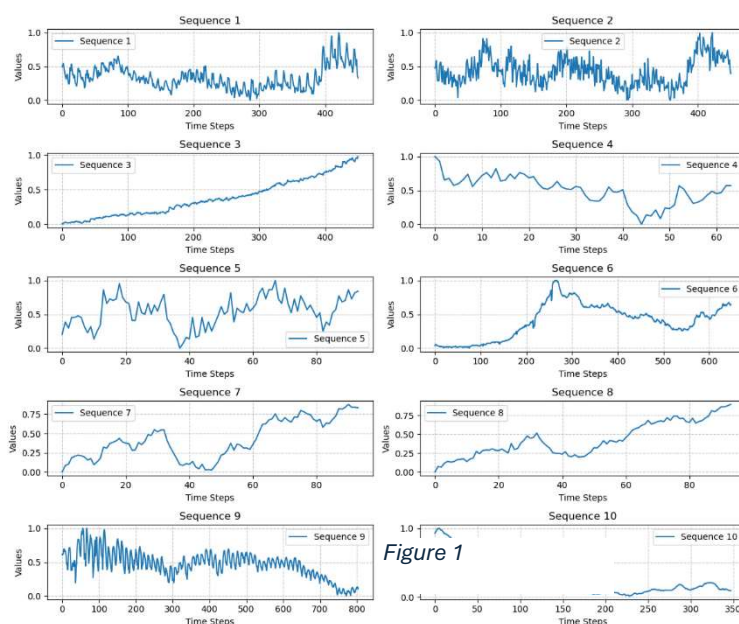 Sequence 1
1.0
0.5
0.0
Values
Sequence 1
0
100
200
300
400
Time Steps
Sequence 2
1.0
0.5
0.0
Values
Sequence 2
0
100
200
300
400
Time Steps
Sequence 3
1.0
0.5
0.0
Values
Sequence 3
0
100
200
300
400
Time Steps
Sequence 4
1.0
0.5
0.0
Values
Sequence 4
0
10
20
30
40
50
60
Time Steps
Sequence 5
1.0
0.5
0.0
Values
Sequence 5
0
20
40
60
80
Time Steps
Sequence 6
1.0
0.5
0.0
Values
Sequence 6
0
100
200
300
400
500
600
Time Steps
Sequence 7
0.75
0.50
0.25
0.00
Values
Sequence 7
0
20
40
60
80
Time Steps
Sequence 8
0.75
0.50
0.25
0.00
Values
Sequence 8
0
20
40
60
80
Time Steps
Sequence 9
1.0
0.5
0.0
Values
Sequence 9
0
100
200
300
400
500
600
700
800
Time Steps
Sequence 10
1.0
0.0
Sequence 10
0
50
100
150
200
250
300
350
Time Steps
Figure 1